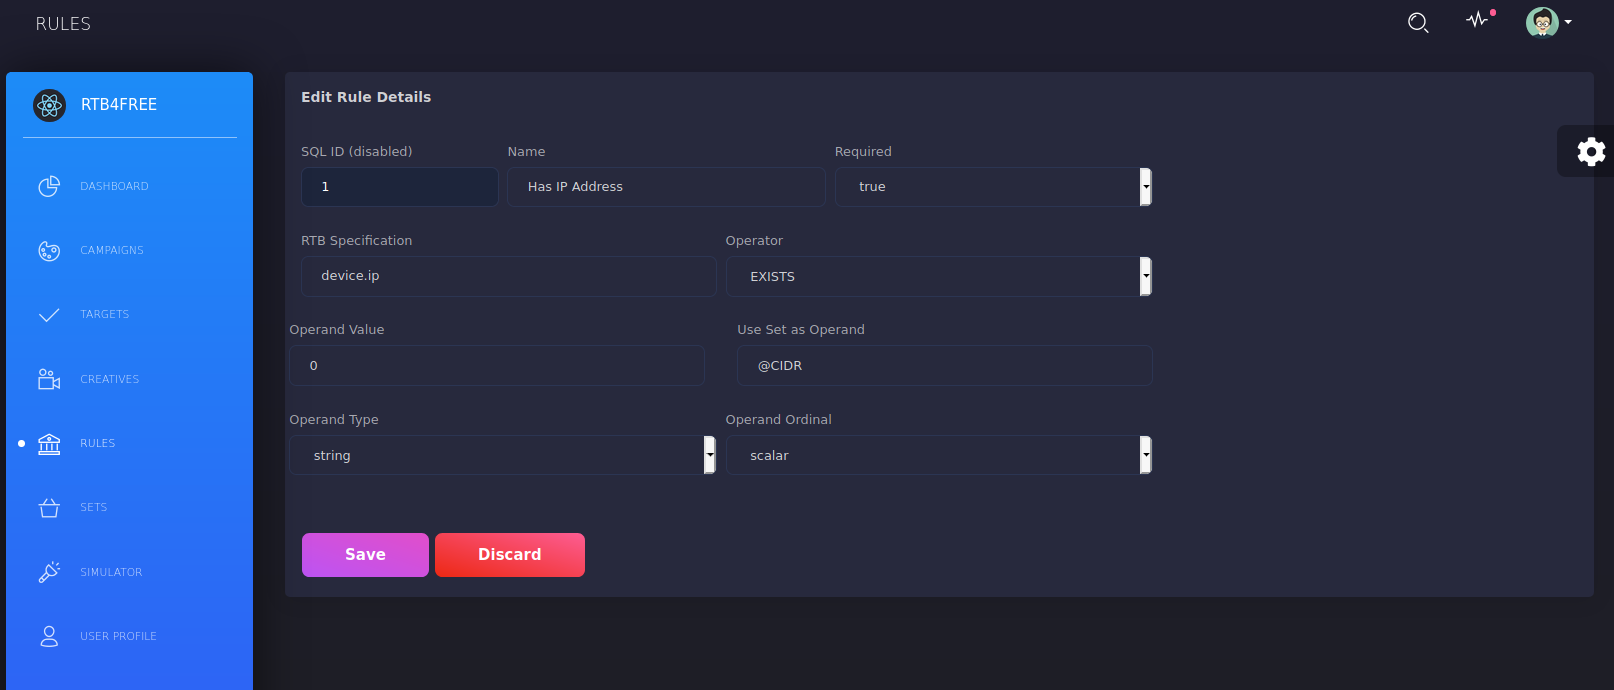 RULES
RTB4FREE
DASHBOARD
CAMPAIGNS
TARGETS
CREATIVES
RULES
SETS
SIMULATOR
USER PROFILE
Edit Rule Details
SQL ID (disabled) Name Required
1 Has IP Address true
RTB Specification Operator
device.ip EXISTS
Operand Value Use Set as Operand
0 @CIDR
Operand Type Operand Ordinal
string scalar
Save Discard